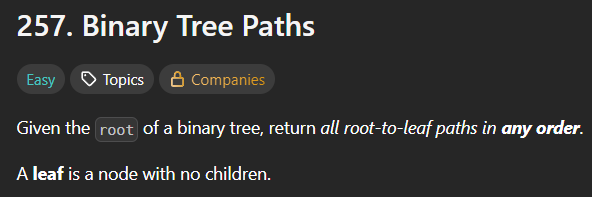 257. Binary Tree Paths
Easy Topics Companies
Given the root of a binary tree, return all root-to-leaf paths in any order.
A leaf is a node with no children.